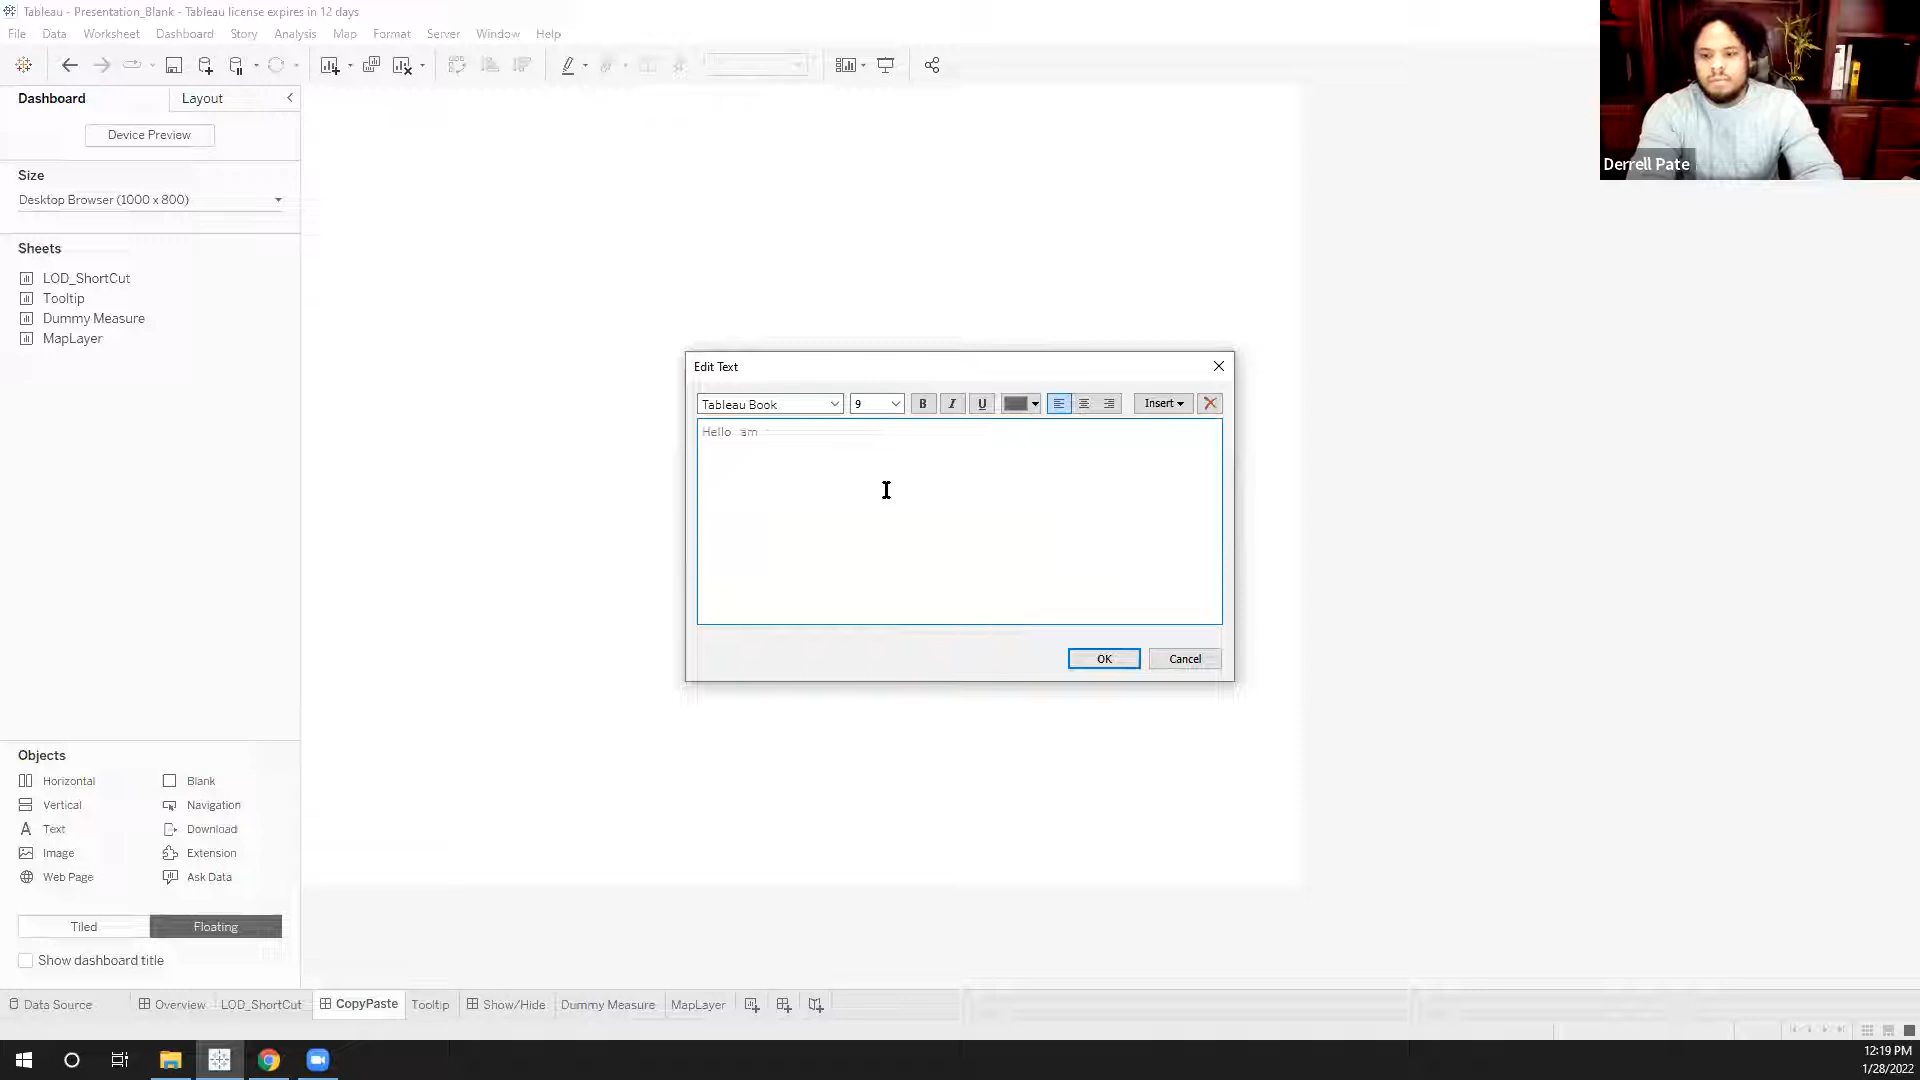 Tableau - Presentation_Blank - Tableau license expires in 12 days
File Data Worksheet Dashboard Story Analysis Map Format Server Window Help
Dashboard Layout
Device Preview
Size
Desktop Browser (1000 x 800)
Sheets
LOD_ShortCut
Tooltip
Dummy Measure
MapLayer
Derrell Pate
Edit Text
Tableau Book 9 B I U Insert
Hello am
OK Cancel
Objects
Horizontal Blank
Vertical Navigation
Text Download
Image Extension
Web Page Ask Data
Tiled Floating
Show dashboard title
Data Source Overview LOD_ShortCut CopyPaste Tooltip Show/Hide Dummy Measure MapLayer
12:19 PM
1/28/2022